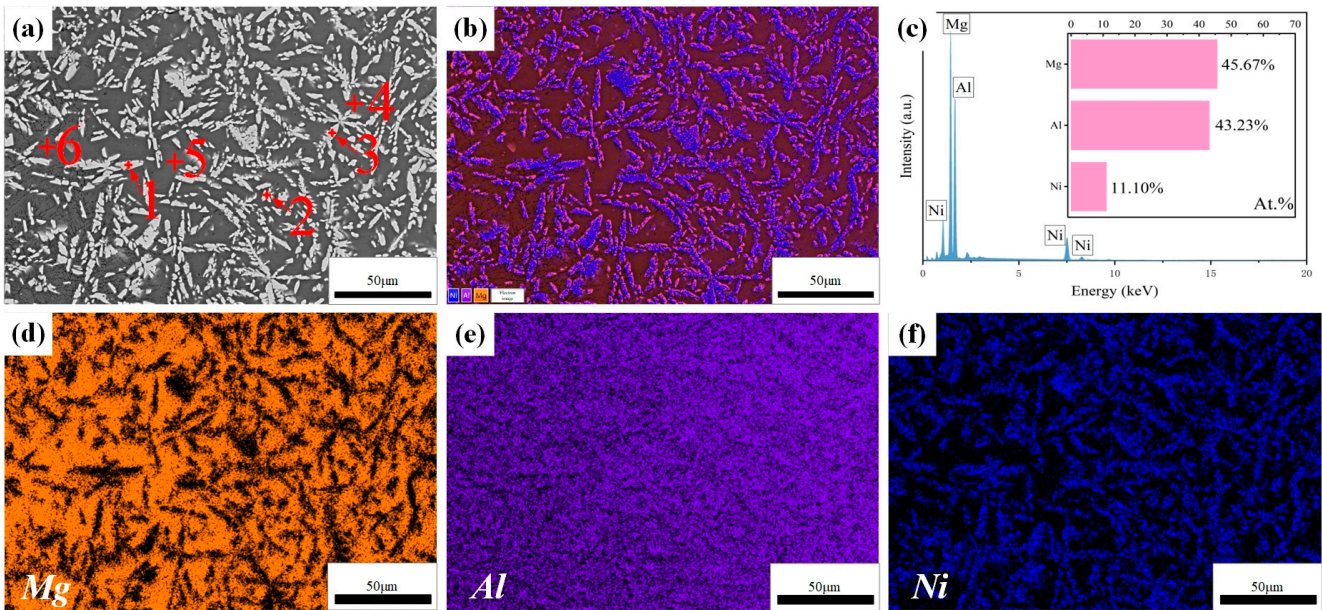 (a)
4
6
3
5
1
2
50μm
(b)
Ni Al Mg
Electron
image
50μm
(c)
Mg
Al
Ni
Ni
Ni
Intensity (a.u.)
0 5 10 15 20
Energy (keV)
0 10 20 30 40 50 60 70
Mg 45.67%
Al 43.23%
Ni 11.10%
At.%
(d)
Mg
50μm
(e)
Al
50μm
(f)
Ni
50μm